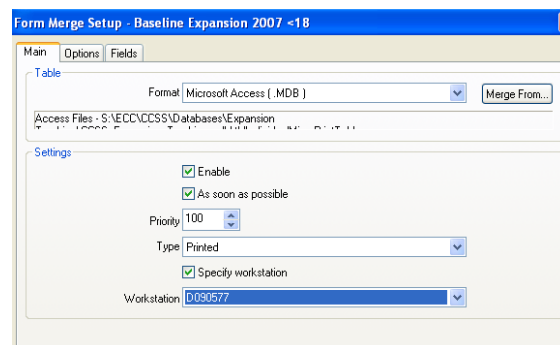 Form Merge Setup - Baseline Expansion 2007 <18
Main Options Fields
Table
Format Microsoft Access ( .MDB ) Merge From...
Access Files - S:\ECC\CCSS\Databases\Expansion
Settings
Enable
As soon as possible
Priority 100
Type Printed
Specify workstation
Workstation D090577